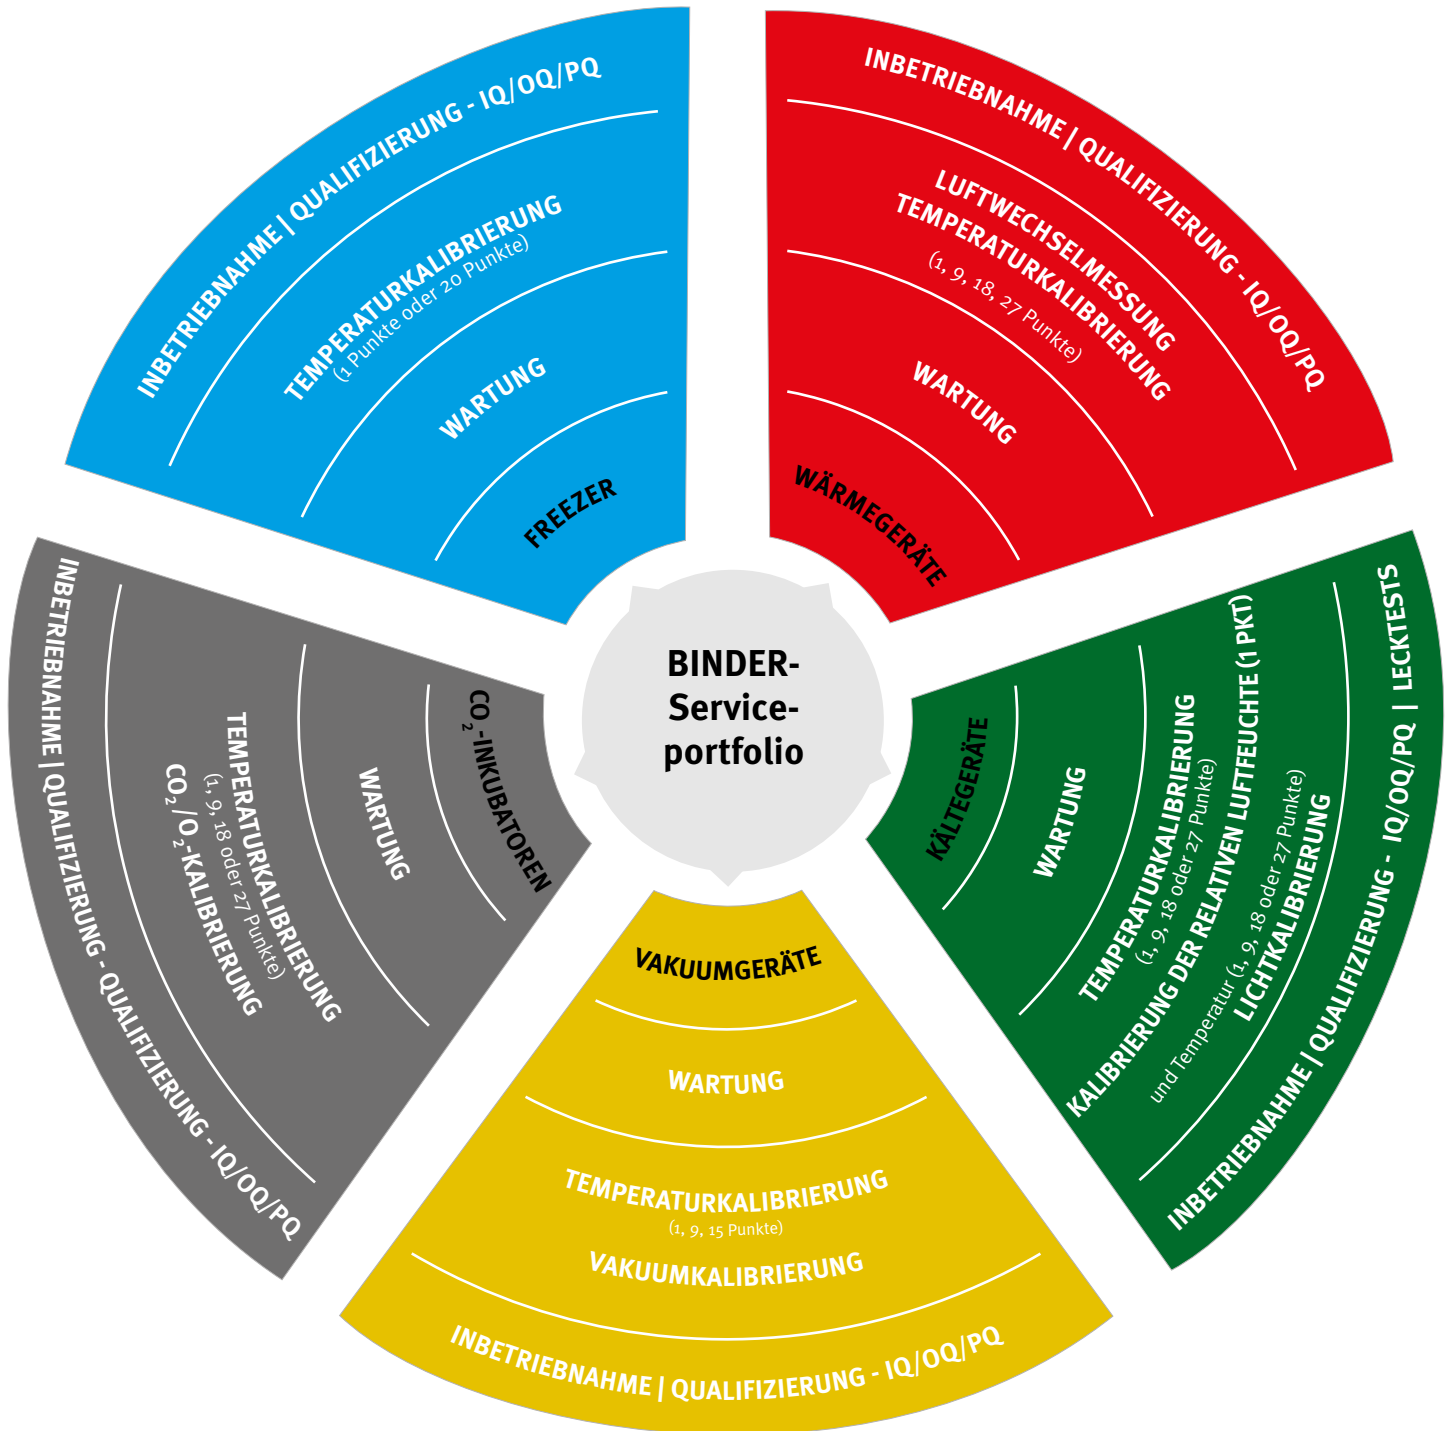 BINDER-
Service-
portfolio
INBETRIEBNAHME | QUALIFIZIERUNG - IQ/OQ/PQ
TEMPERATURKALIBRIERUNG
(1 Punkte oder 20 Punkte)
WARTUNG
FREEZER
INBETRIEBNAHME | QUALIFIZIERUNG - IQ/OQ/PQ
LUFTWECHSELMESSUNG
TEMPERATURKALIBRIERUNG
(1, 9, 18, 27 Punkte)
WARTUNG
WÄRMEGERÄTE
KÄLTEGERÄTE
WARTUNG
TEMPERATURKALIBRIERUNG
(1, 9, 18 oder 27 Punkte)
KALIBRIERUNG DER RELATIVEN LUFTFEUCHTE (1 PKT)
und Temperatur (1, 9, 18 oder 27 Punkte)
LICHTKALIBRIERUNG
INBETRIEBNAHME | QUALIFIZIERUNG - IQ/OQ/PQ | LECKTESTS
VAKUUMGERÄTE
WARTUNG
TEMPERATURKALIBRIERUNG
(1, 9, 15 Punkte)
VAKUUMKALIBRIERUNG
INBETRIEBNAHME | QUALIFIZIERUNG - IQ/OQ/PQ
CO₂-INKUBATOREN
WARTUNG
TEMPERATURKALIBRIERUNG
(1, 9, 18 oder 27 Punkte)
CO₂/O₂-KALIBRIERUNG
INBETRIEBNAHME | QUALIFIZIERUNG - QUALIFIZIERUNG - IQ/OQ/PQ